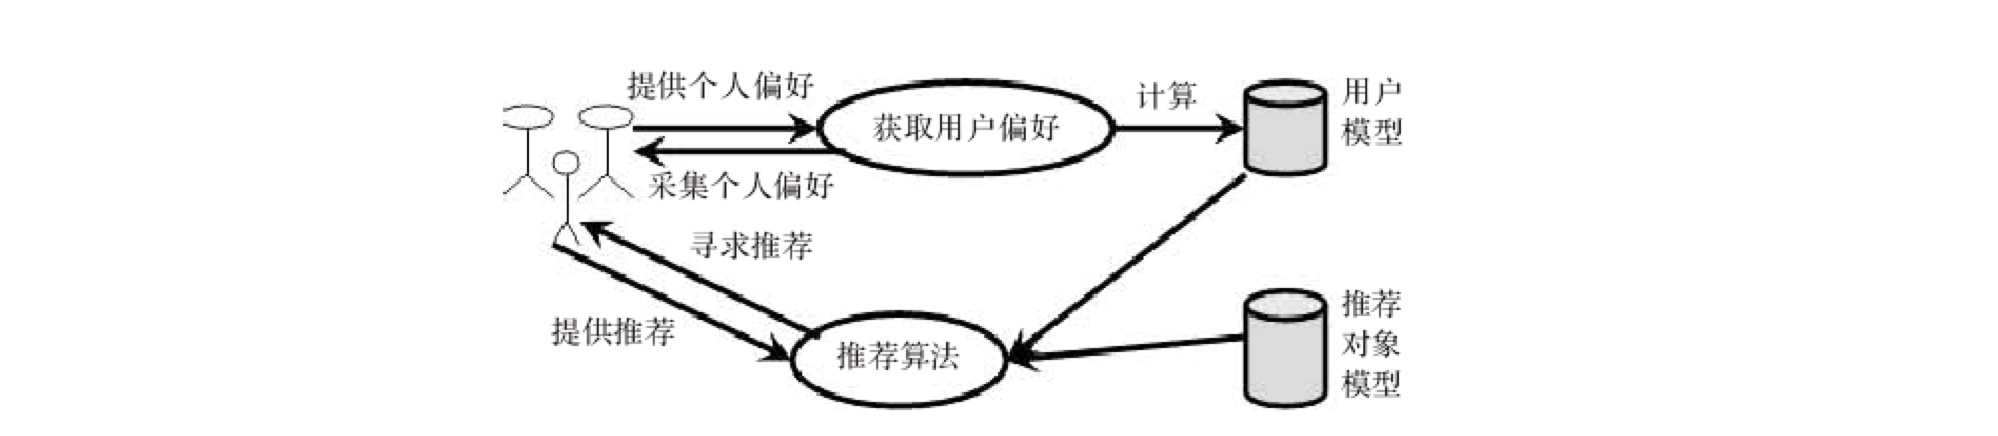 提供个人偏好
获取用户偏好
计算
用户
模型
采集个人偏好
寻求推荐
提供推荐
推荐算法
推荐
对象
模型